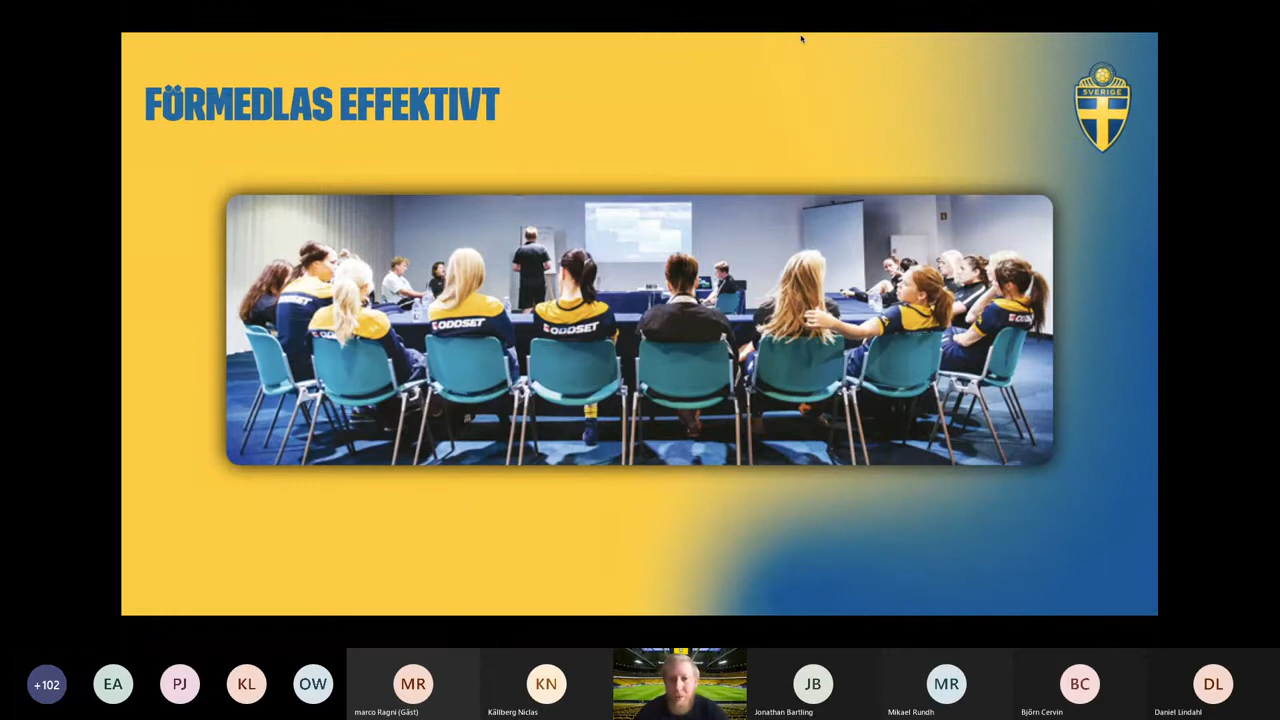 FÖRMEDLAS EFFEKTIVT
SVERIGE
ODDSET
ODDSET
ODDSET
+102
EA
PJ
KL
OW
MR
marco Ragni (Gäst)
KN
Källberg Niclas
JB
Jonathan Bartling
MR
Mikael Rundh
BC
Björn Cervin
DL
Daniel Lindahl